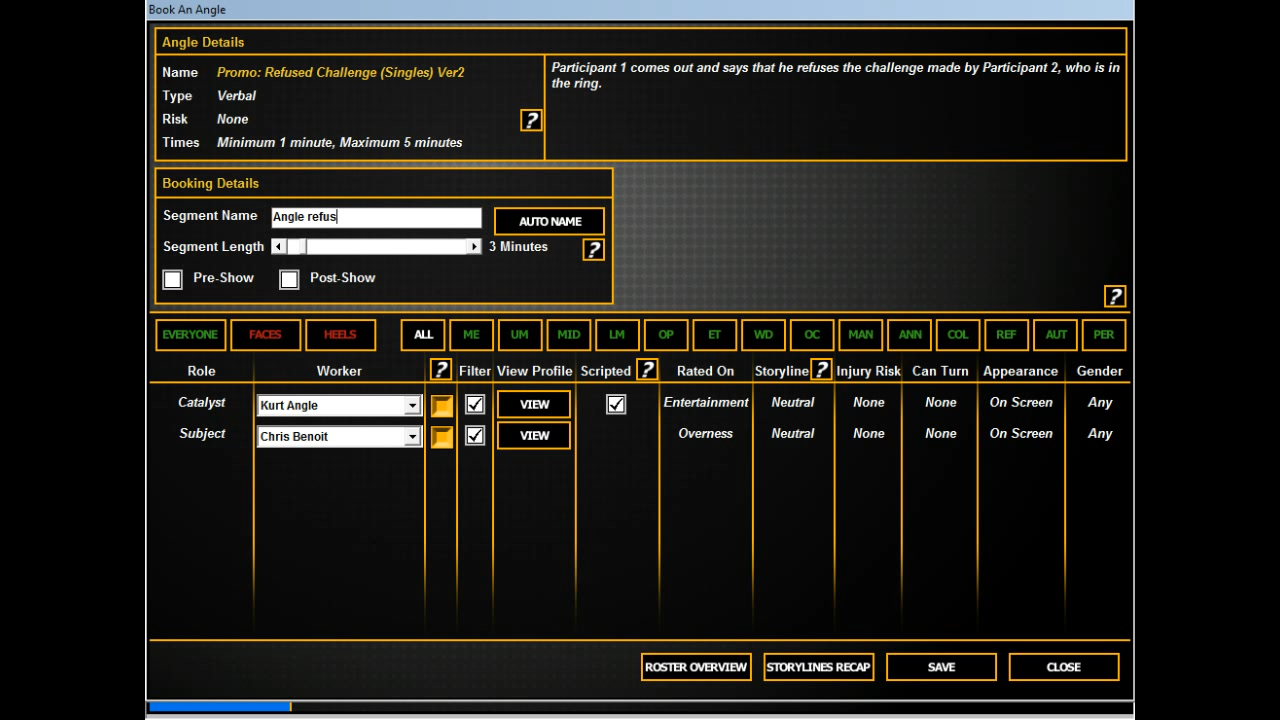 Book An Angle
Angle Details
Name Promo: Refused Challenge (Singles) Ver2
Type Verbal
Risk None
?
Times Minimum 1 minute, Maximum 5 minutes
Participant 1 comes out and says that he refuses the challenge made by Participant 2, who is in
the ring.
Booking Details
Segment Name Angle refus AUTO NAME
Segment Length 3 Minutes ?
Pre-Show Post-Show
?
EVERYONE FACES HEELS ALL ME UM MID LM OP ET WD OC MAN ANN COL REF AUT PER
Role Worker ? Filter View Profile Scripted ? Rated On Storyline ? Injury Risk Can Turn Appearance Gender
Catalyst Kurt Angle VIEW Entertainment Neutral None None On Screen Any
Subject Chris Benoit VIEW Overness Neutral None None On Screen Any
ROSTER OVERVIEW STORYLINES RECAP SAVE CLOSE